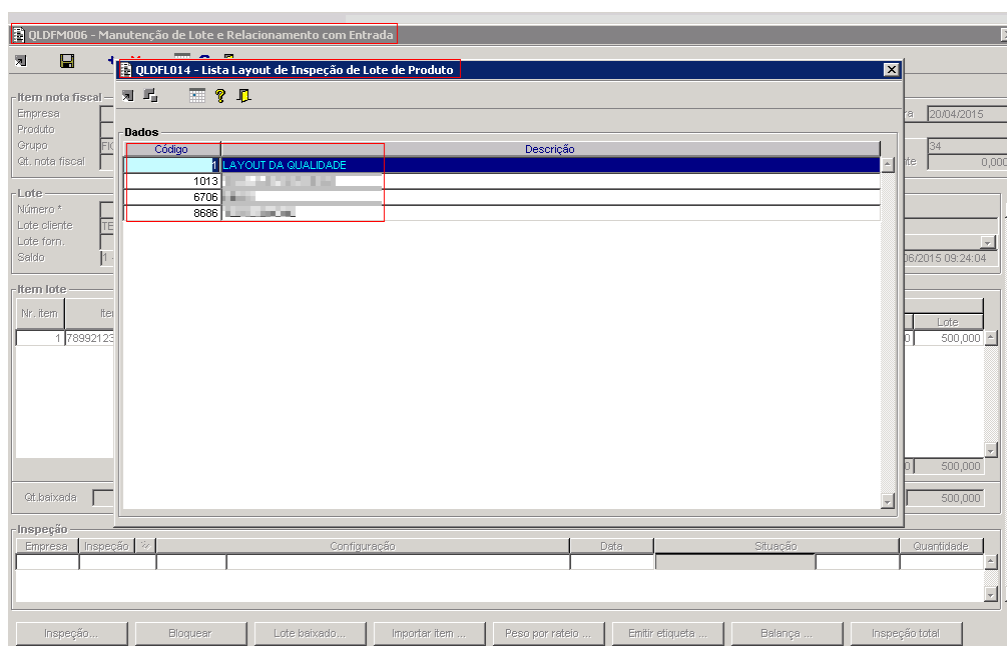 QLDFM006 - Manutenção de Lote e Relacionamento com Entrada
QLDFL014 - Lista Layout de Inspeção de Lote de Produto
Item nota fiscal
Empresa
20/04/2015
Produto
Grupo
34
Qt. nota fiscal
0,000
Dados
Código Descrição
1 LAYOUT DA QUALIDADE
1013
6706
8686
Lote
Número *
Lote cliente
Lote forn.
Saldo 1 06/2015 09:24:04
Item lote
Nr. item Lote
1 78992123 500,000
500,000
Qt.baixada 500,000
Inspeção
Empresa Inspeção Configuração Data Situação Quantidade
Inspeção... Bloquear Lote baixado... Importar item ... Peso por rateio ... Emitir etiqueta ... Balança ... Inspeção total